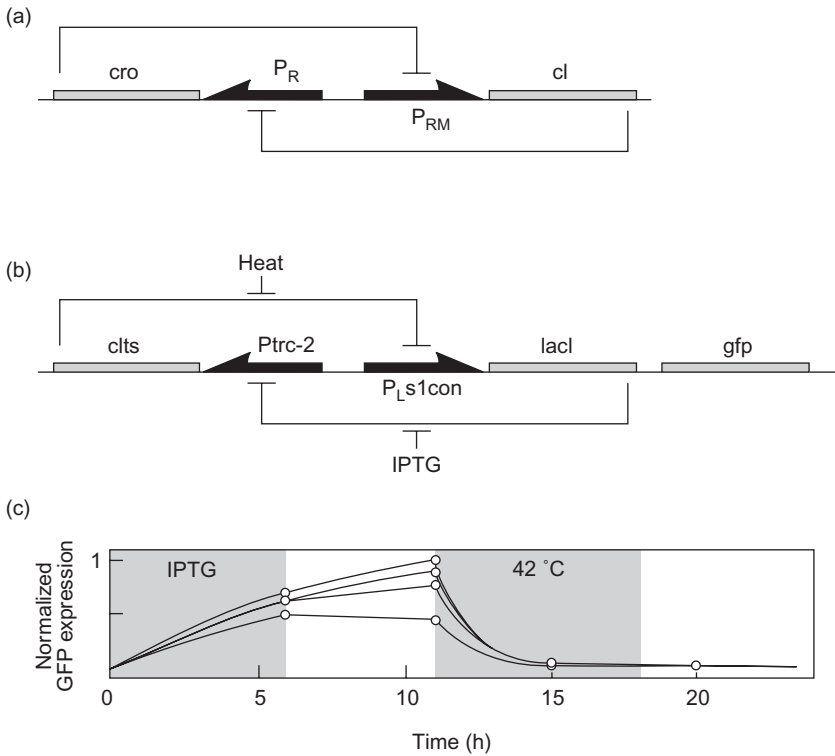 (a)
cro
P_R
P_RM
cI
(b)
Heat
cIts
Ptrc-2
P_Ls1con
lacI
gfp
IPTG
(c)
Normalized
GFP expression
1
IPTG
42 °C
0
5
10
15
20
Time (h)